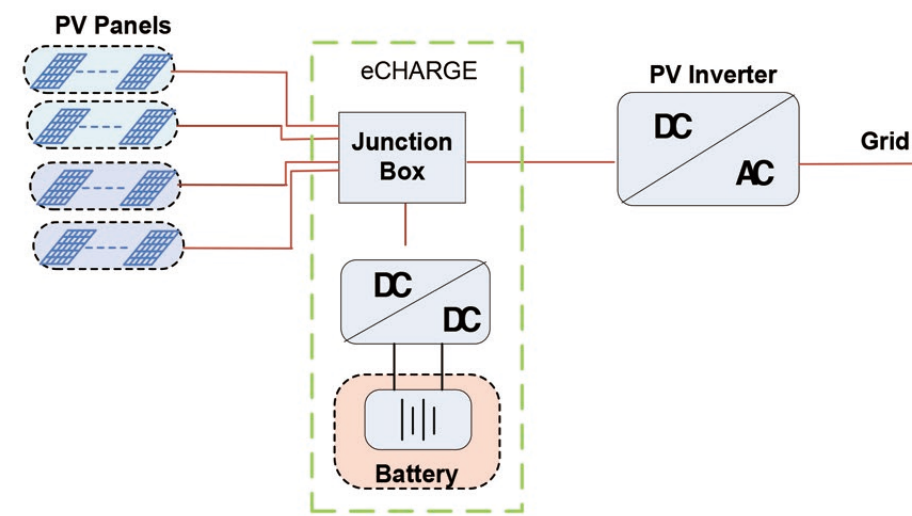 PV Panels
eCHARGE
PV Inverter
Junction
Box
DC
AC
Grid
DC
DC
Battery